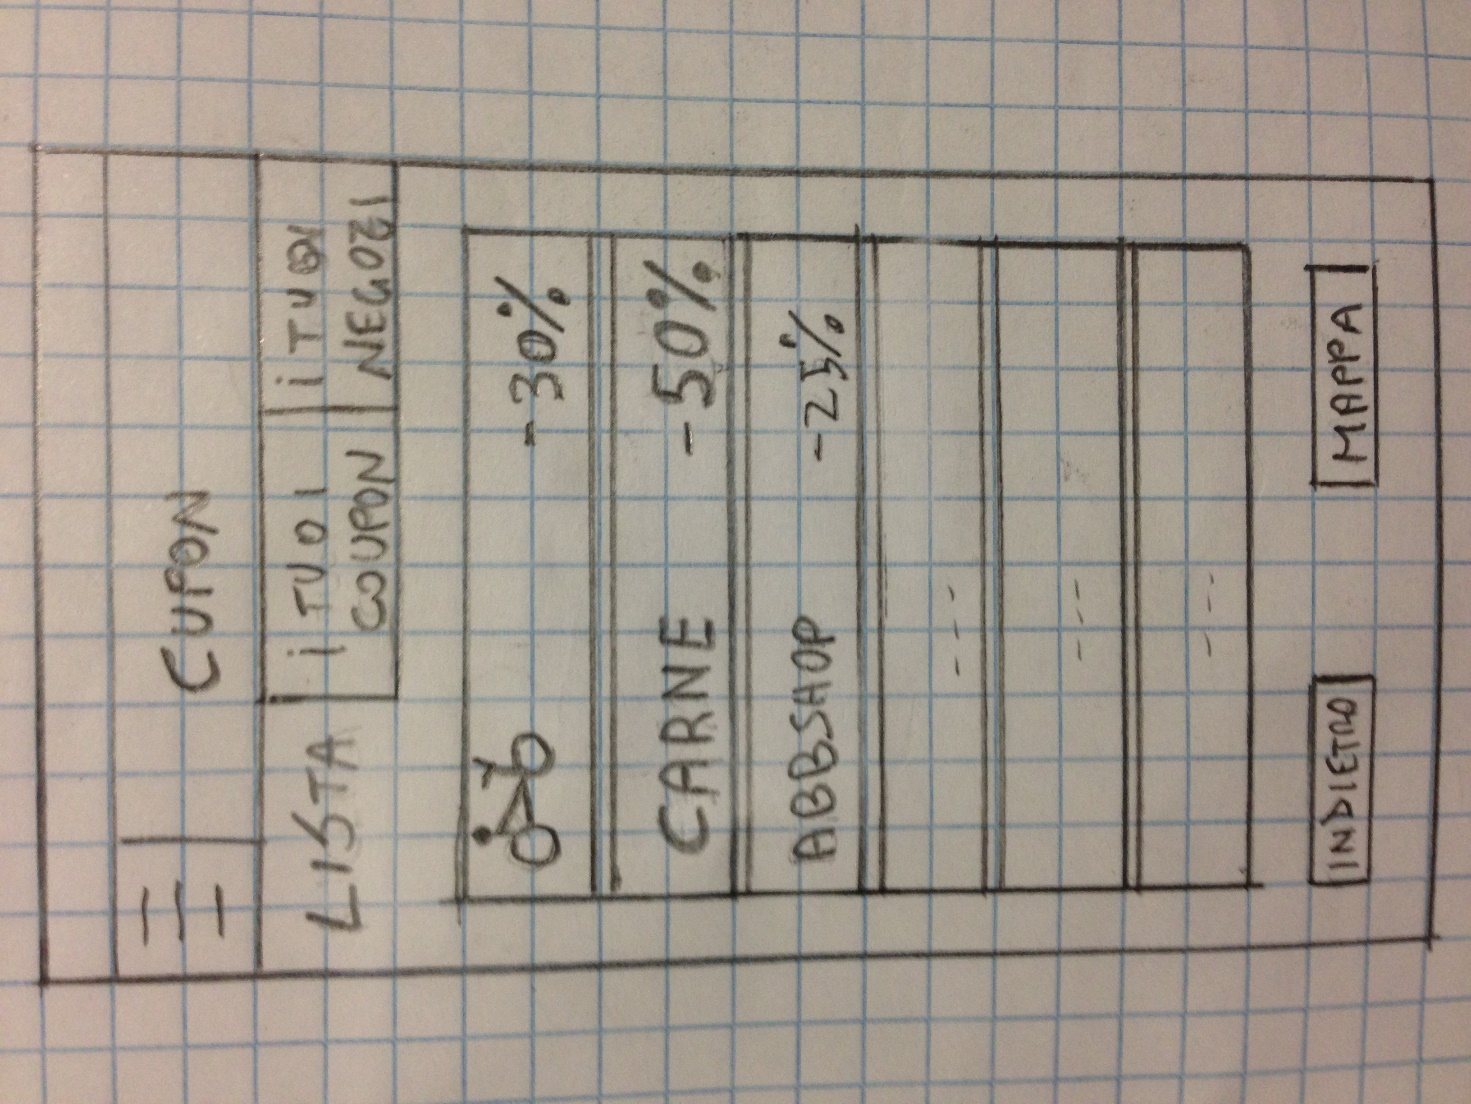 CUPON
LISTA
i TUOI
COUPON
i TUOI
NEGOZI
-30%
CARNE -50%
ABBSHOP -25%
---
---
---
INDIETRO MAPPA